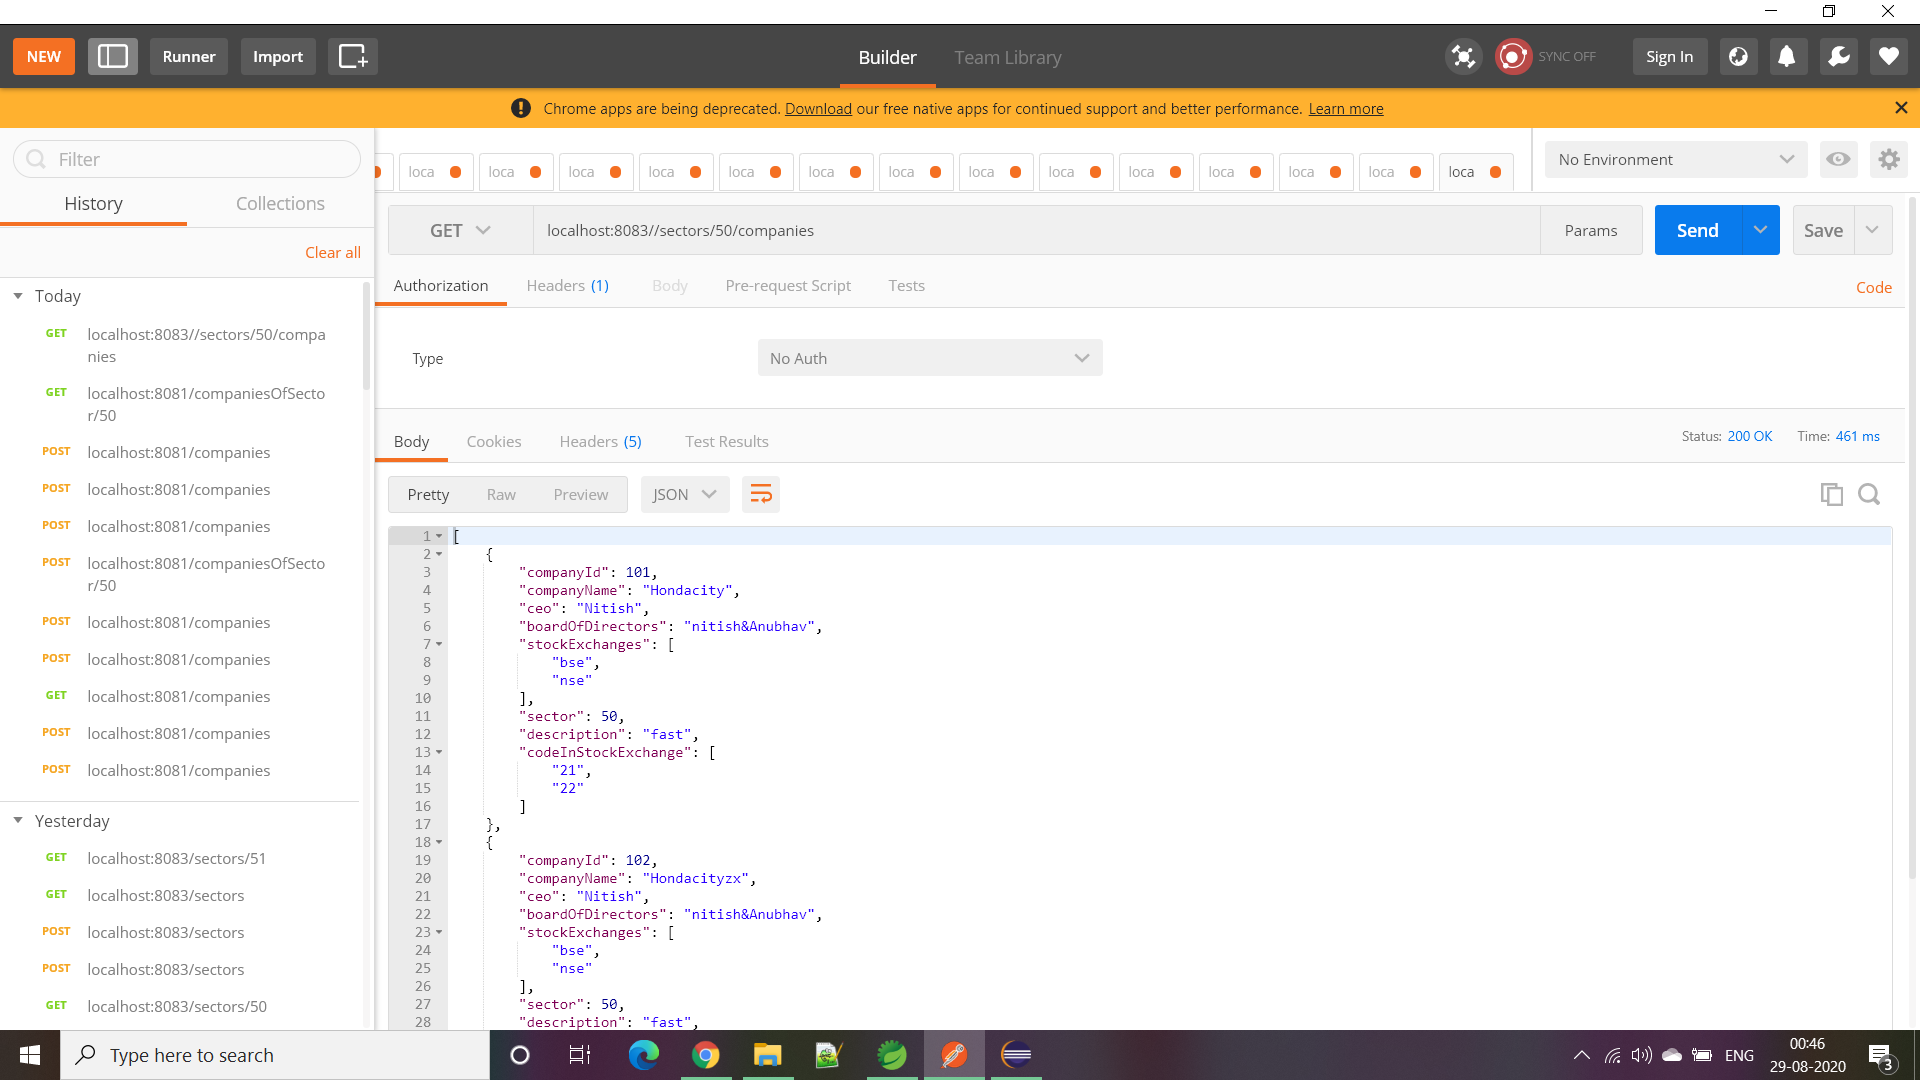 NEW
Runner
Import
Builder
Team Library
SYNC OFF
Sign In
Chrome apps are being deprecated. Download our free native apps for continued support and better performance. Learn more
Filter
loca loca loca loca loca loca loca loca loca loca loca loca loca loca
No Environment
History
Collections
Clear all
Today
GET localhost:8083//sectors/50/compa
nies
GET localhost:8081/companiesOfSecto
r/50
POST localhost:8081/companies
POST localhost:8081/companies
POST localhost:8081/companies
POST localhost:8081/companiesOfSecto
r/50
POST localhost:8081/companies
POST localhost:8081/companies
GET localhost:8081/companies
POST localhost:8081/companies
POST localhost:8081/companies
Yesterday
GET localhost:8083/sectors/51
GET localhost:8083/sectors
POST localhost:8083/sectors
POST localhost:8083/sectors
GET localhost:8083/sectors/50
GET
localhost:8083//sectors/50/companies
Params
Send
Save
Authorization
Headers (1)
Body
Pre-request Script
Tests
Code
Type
No Auth
Body
Cookies
Headers (5)
Test Results
Status: 200 OK
Time: 461 ms
Pretty
Raw
Preview
JSON
1 [
2 {
3 "companyId": 101,
4 "companyName": "Hondacity",
5 "ceo": "Nitish",
6 "boardOfDirectors": "nitish&Anubhav",
7 "stockExchanges": [
8 "bse",
9 "nse"
10 ],
11 "sector": 50,
12 "description": "fast",
13 "codeInStockExchange": [
14 "21",
15 "22"
16 ]
17 },
18 {
19 "companyId": 102,
20 "companyName": "Hondacityzx",
21 "ceo": "Nitish",
22 "boardOfDirectors": "nitish&Anubhav",
23 "stockExchanges": [
24 "bse",
25 "nse"
26 ],
27 "sector": 50,
28 "description": "fast",
Type here to search
ENG
00:46
29-08-2020
3